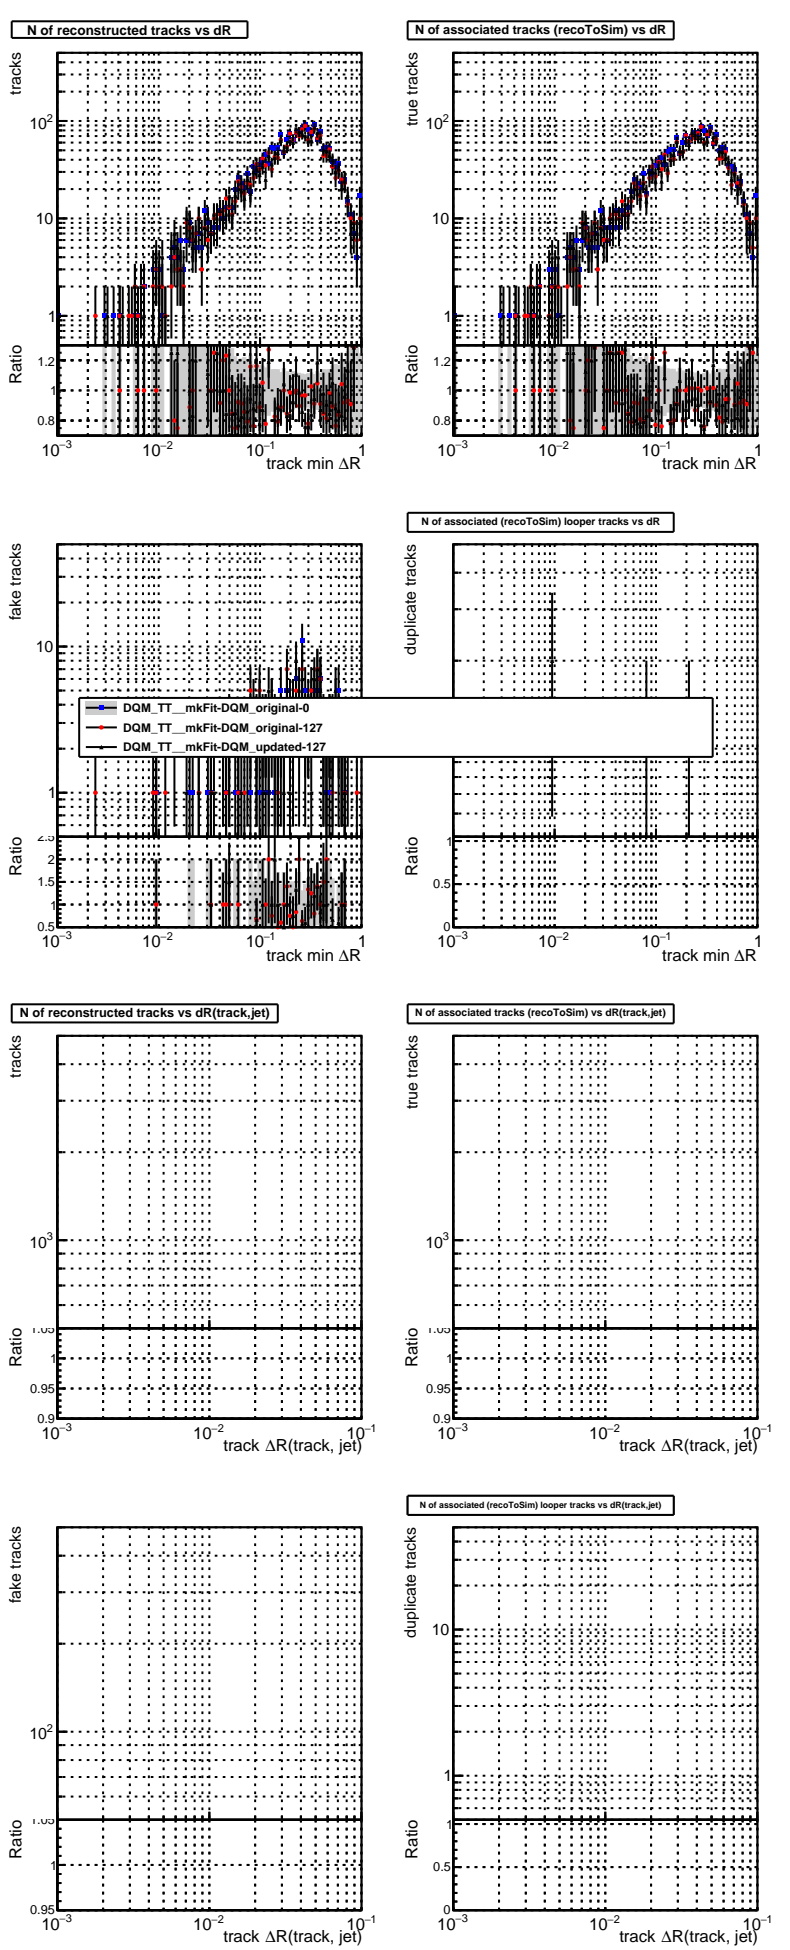 N of reconstructed tracks vs dR
N of associated tracks (recoToSim) vs dR
tracks
10²
10
1
Ratio
1.2
1
0.8
10⁻³ 10⁻² 10⁻¹ 1
track min ΔR
true tracks
10²
10
1
Ratio
1.2
1
0.8
10⁻³ 10⁻² 10⁻¹ 1
track min ΔR
N of associated (recoToSim) looper tracks vs dR
fake tracks
10
1
Ratio
2.5
2
1.5
1
0.5
10⁻³ 10⁻² 10⁻¹ 1
track min ΔR
duplicate tracks
Ratio
1
0.5
0
10⁻³ 10⁻² 10⁻¹ 1
track min ΔR
DQM_TT__mkFit-DQM_original-0
DQM_TT__mkFit-DQM_original-127
DQM_TT__mkFit-DQM_updated-127
N of reconstructed tracks vs dR(track,jet)
N of associated tracks (recoToSim) vs dR(track,jet)
tracks
10³
Ratio
1.05
1
0.95
0.9
10⁻³ 10⁻² 10⁻¹
track ΔR(track, jet)
true tracks
10³
Ratio
1.05
1
0.95
0.9
10⁻³ 10⁻² 10⁻¹
track ΔR(track, jet)
N of associated (recoToSim) looper tracks vs dR(track,jet)
fake tracks
10²
Ratio
1.05
1
0.95
10⁻³ 10⁻² 10⁻¹
track ΔR(track, jet)
duplicate tracks
10
1
Ratio
1
0.5
0
10⁻³ 10⁻² 10⁻¹
track ΔR(track, jet)